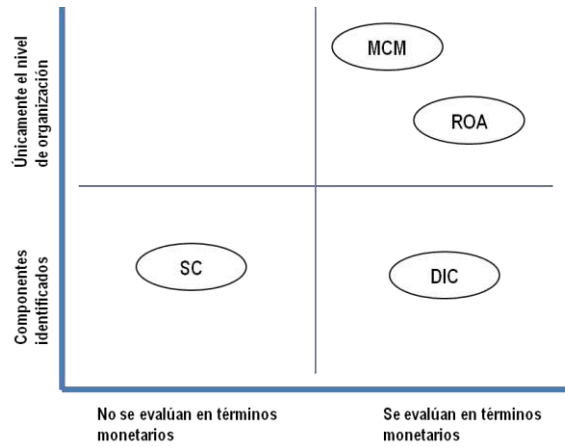 Únicamente el nivel
de organización
MCM
ROA
Componentes
identificados
SC
DIC
No se evalúan en términos
monetarios
Se evalúan en términos
monetarios